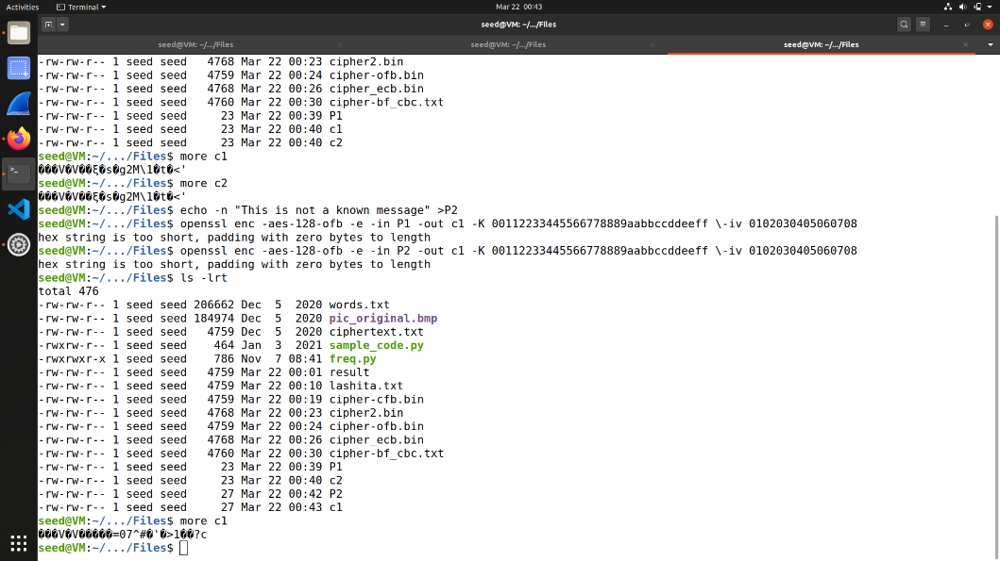 Activities
Terminal
Mar 22 00:43
seed@VM: ~/.../Files
seed@VM: ~/.../Files
seed@VM: ~/.../Files
seed@VM: ~/.../Files
-rw-rw-r-- 1 seed seed   4768 Mar 22 00:23 cipher2.bin
-rw-rw-r-- 1 seed seed   4759 Mar 22 00:24 cipher-ofb.bin
-rw-rw-r-- 1 seed seed   4768 Mar 22 00:26 cipher_ecb.bin
-rw-rw-r-- 1 seed seed   4760 Mar 22 00:30 cipher-bf_cbc.txt
-rw-rw-r-- 1 seed seed     23 Mar 22 00:39 P1
-rw-rw-r-- 1 seed seed     23 Mar 22 00:40 c1
-rw-rw-r-- 1 seed seed     23 Mar 22 00:40 c2
seed@VM:~/.../Files$ more c1
���V�V��ξ�s�g2M\1�t�<'
seed@VM:~/.../Files$ more c2
���V�V��ξ�s�g2M\1�t�<'
seed@VM:~/.../Files$ echo -n "This is not a known message" >P2
seed@VM:~/.../Files$ openssl enc -aes-128-ofb -e -in P1 -out c1 -K 00112233445566778889aabbccddeeff \-iv 0102030405060708
hex string is too short, padding with zero bytes to length
seed@VM:~/.../Files$ openssl enc -aes-128-ofb -e -in P2 -out c1 -K 00112233445566778889aabbccddeeff \-iv 0102030405060708
hex string is too short, padding with zero bytes to length
seed@VM:~/.../Files$ ls -lrt
total 476
-rw-rw-r-- 1 seed seed 206662 Dec  5  2020 words.txt
-rw-rw-r-- 1 seed seed 184974 Dec  5  2020 pic_original.bmp
-rw-rw-r-- 1 seed seed   4759 Dec  5  2020 ciphertext.txt
-rwxrw-r-- 1 seed seed    464 Jan  3  2021 sample_code.py
-rwxrwxr-x 1 seed seed    786 Nov  7 08:41 freq.py
-rw-rw-r-- 1 seed seed   4759 Mar 22 00:01 result
-rw-rw-r-- 1 seed seed   4759 Mar 22 00:10 lashita.txt
-rw-rw-r-- 1 seed seed   4759 Mar 22 00:19 cipher-cfb.bin
-rw-rw-r-- 1 seed seed   4768 Mar 22 00:23 cipher2.bin
-rw-rw-r-- 1 seed seed   4759 Mar 22 00:24 cipher-ofb.bin
-rw-rw-r-- 1 seed seed   4768 Mar 22 00:26 cipher_ecb.bin
-rw-rw-r-- 1 seed seed   4760 Mar 22 00:30 cipher-bf_cbc.txt
-rw-rw-r-- 1 seed seed     23 Mar 22 00:39 P1
-rw-rw-r-- 1 seed seed     23 Mar 22 00:40 c2
-rw-rw-r-- 1 seed seed     27 Mar 22 00:42 P2
-rw-rw-r-- 1 seed seed     27 Mar 22 00:43 c1
seed@VM:~/.../Files$ more c1
���V�V�����=07^#�'�>1��?c
seed@VM:~/.../Files$